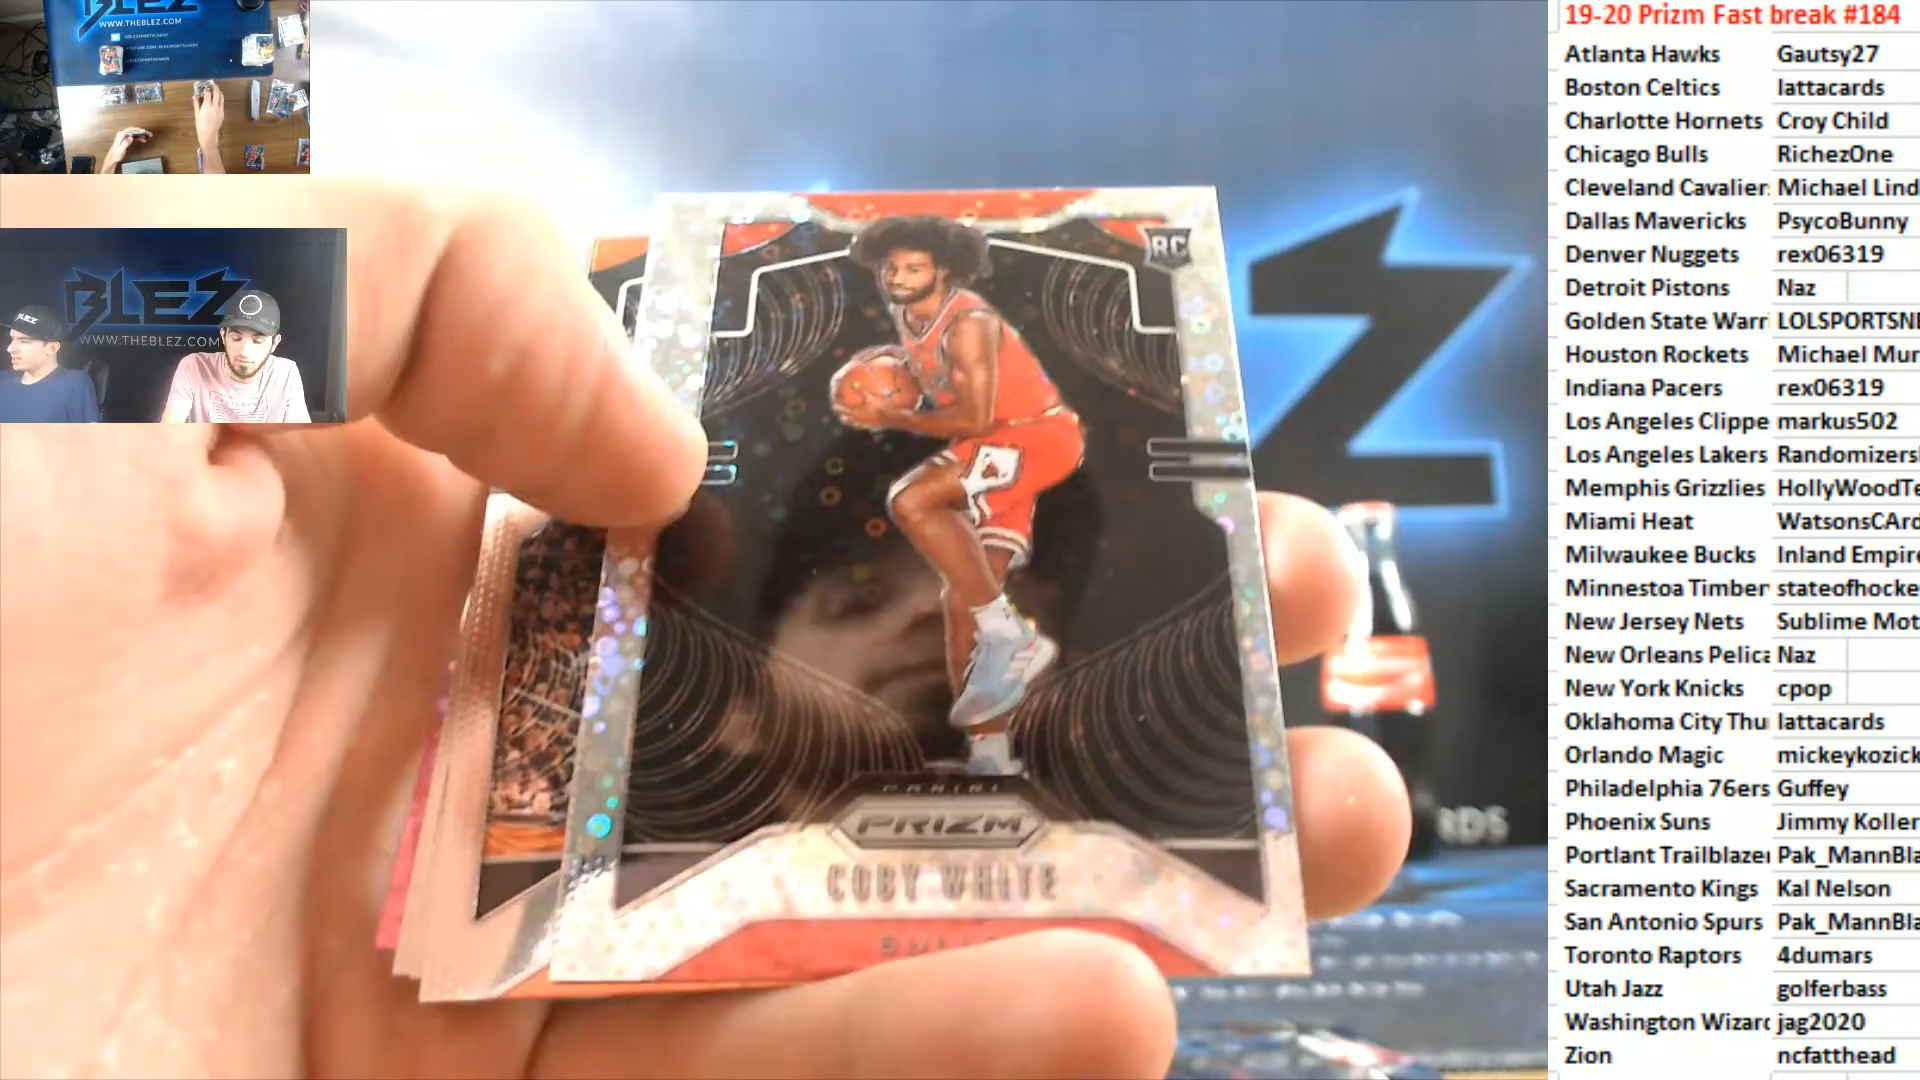 BLEZ
WWW.THEBLEZ.COM
BLEZ
BLEZ
WWW.THEBLEZ.COM
RC
PANINI
PRIZM
COBY WHITE
Z
RDS
19-20 Prizm Fast break #184
Atlanta Hawks Gautsy27
Boston Celtics lattacards
Charlotte Hornets Croy Child
Chicago Bulls RichezOne
Cleveland Cavalier Michael Lind
Dallas Mavericks PsycoBunny
Denver Nuggets rex06319
Detroit Pistons Naz
Golden State Warri LOLSPORTSN
Houston Rockets Michael Mur
Indiana Pacers rex06319
Los Angeles Clippe markus502
Los Angeles Lakers Randomizers
Memphis Grizzlies HollyWoodTe
Miami Heat WatsonsCArd
Milwaukee Bucks Inland Empire
Minnestoa Timber stateofhocke
New Jersey Nets Sublime Mot
New Orleans Pelica Naz
New York Knicks cpop
Oklahoma City Thu lattacards
Orlando Magic mickeykozick
Philadelphia 76ers Guffey
Phoenix Suns Jimmy Koller
Portlant Trailblazer Pak_MannBla
Sacramento Kings Kal Nelson
San Antonio Spurs Pak_MannBla
Toronto Raptors 4dumars
Utah Jazz golferbass
Washington Wizard jag2020
Zion ncfatthead